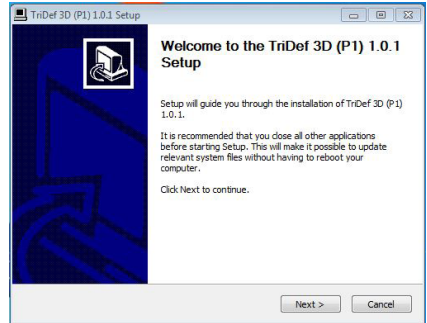 TriDef 3D (P1) 1.0.1 Setup
Welcome to the TriDef 3D (P1) 1.0.1
Setup
Setup will guide you through the installation of TriDef 3D (P1)
1.0.1.
It is recommended that you close all other applications
before starting Setup. This will make it possible to update
relevant system files without having to reboot your
computer.
Click Next to continue.
Next >
Cancel